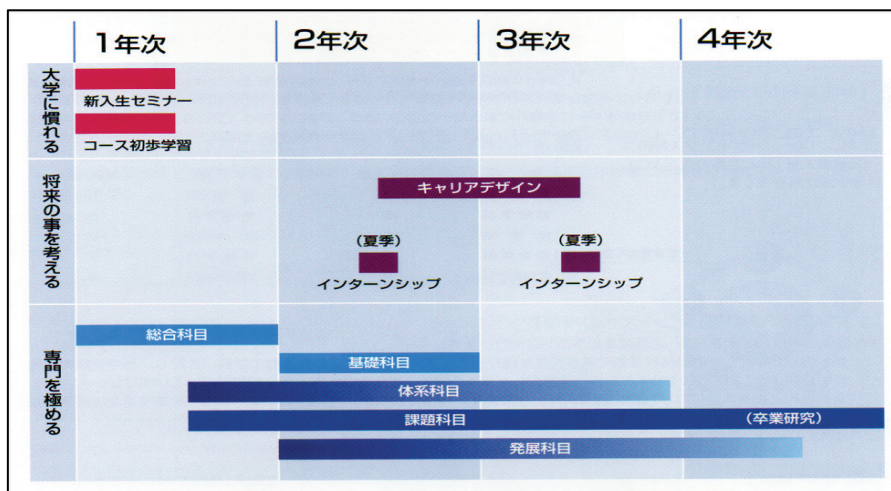 1年次
2年次
3年次
4年次
大学に慣れる
新入生セミナー
コース初歩学習
将来の事を考える
キャリアデザイン
（夏季）
（夏季）
インターンシップ
インターンシップ
専門を極める
総合科目
基礎科目
体系科目
課題科目
（卒業研究）
発展科目